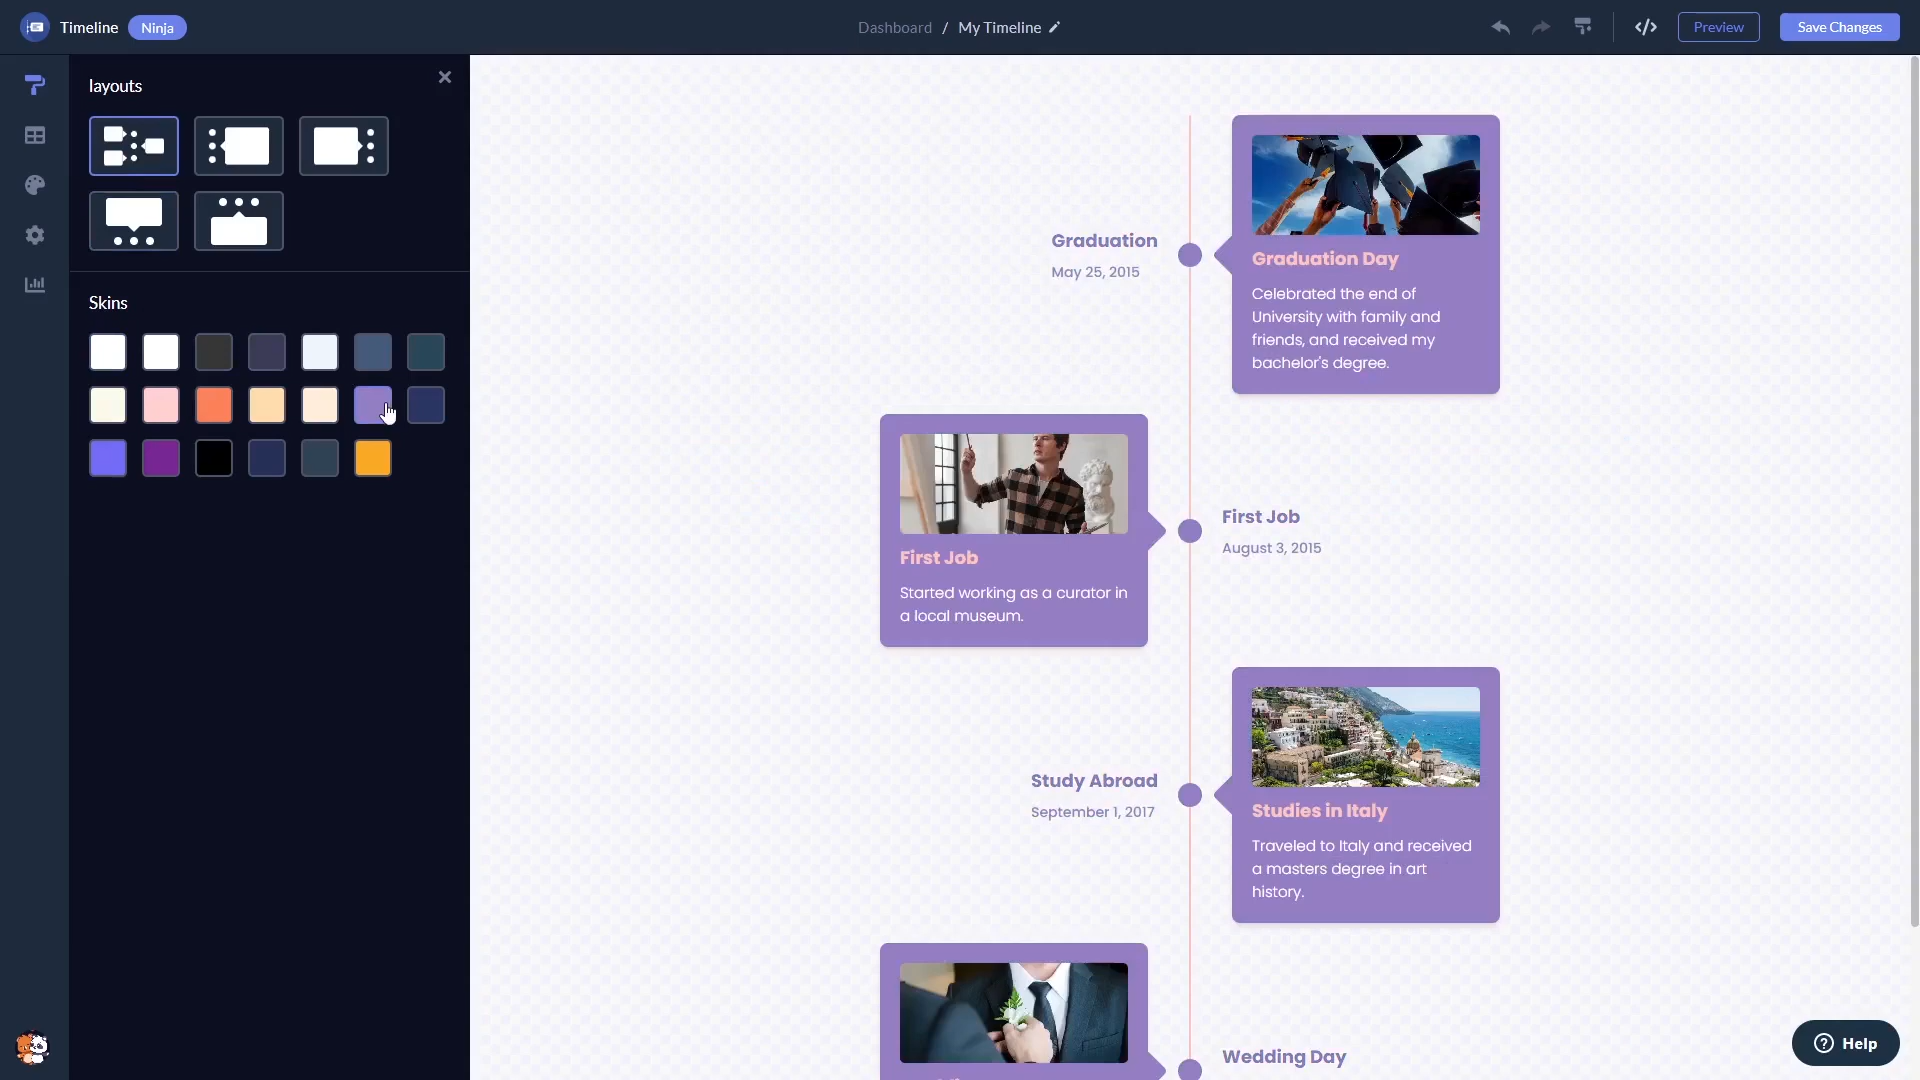 Timeline
Ninja
Dashboard / My Timeline
Preview
Save Changes
layouts
Skins
Graduation
May 25, 2015
Graduation Day
Celebrated the end of
University with family and
friends, and received my
bachelor's degree.
First Job
Started working as a curator in
a local museum.
First Job
August 3, 2015
Study Abroad
September 1, 2017
Studies in Italy
Traveled to Italy and received
a masters degree in art
history.
Wedding Day
Help